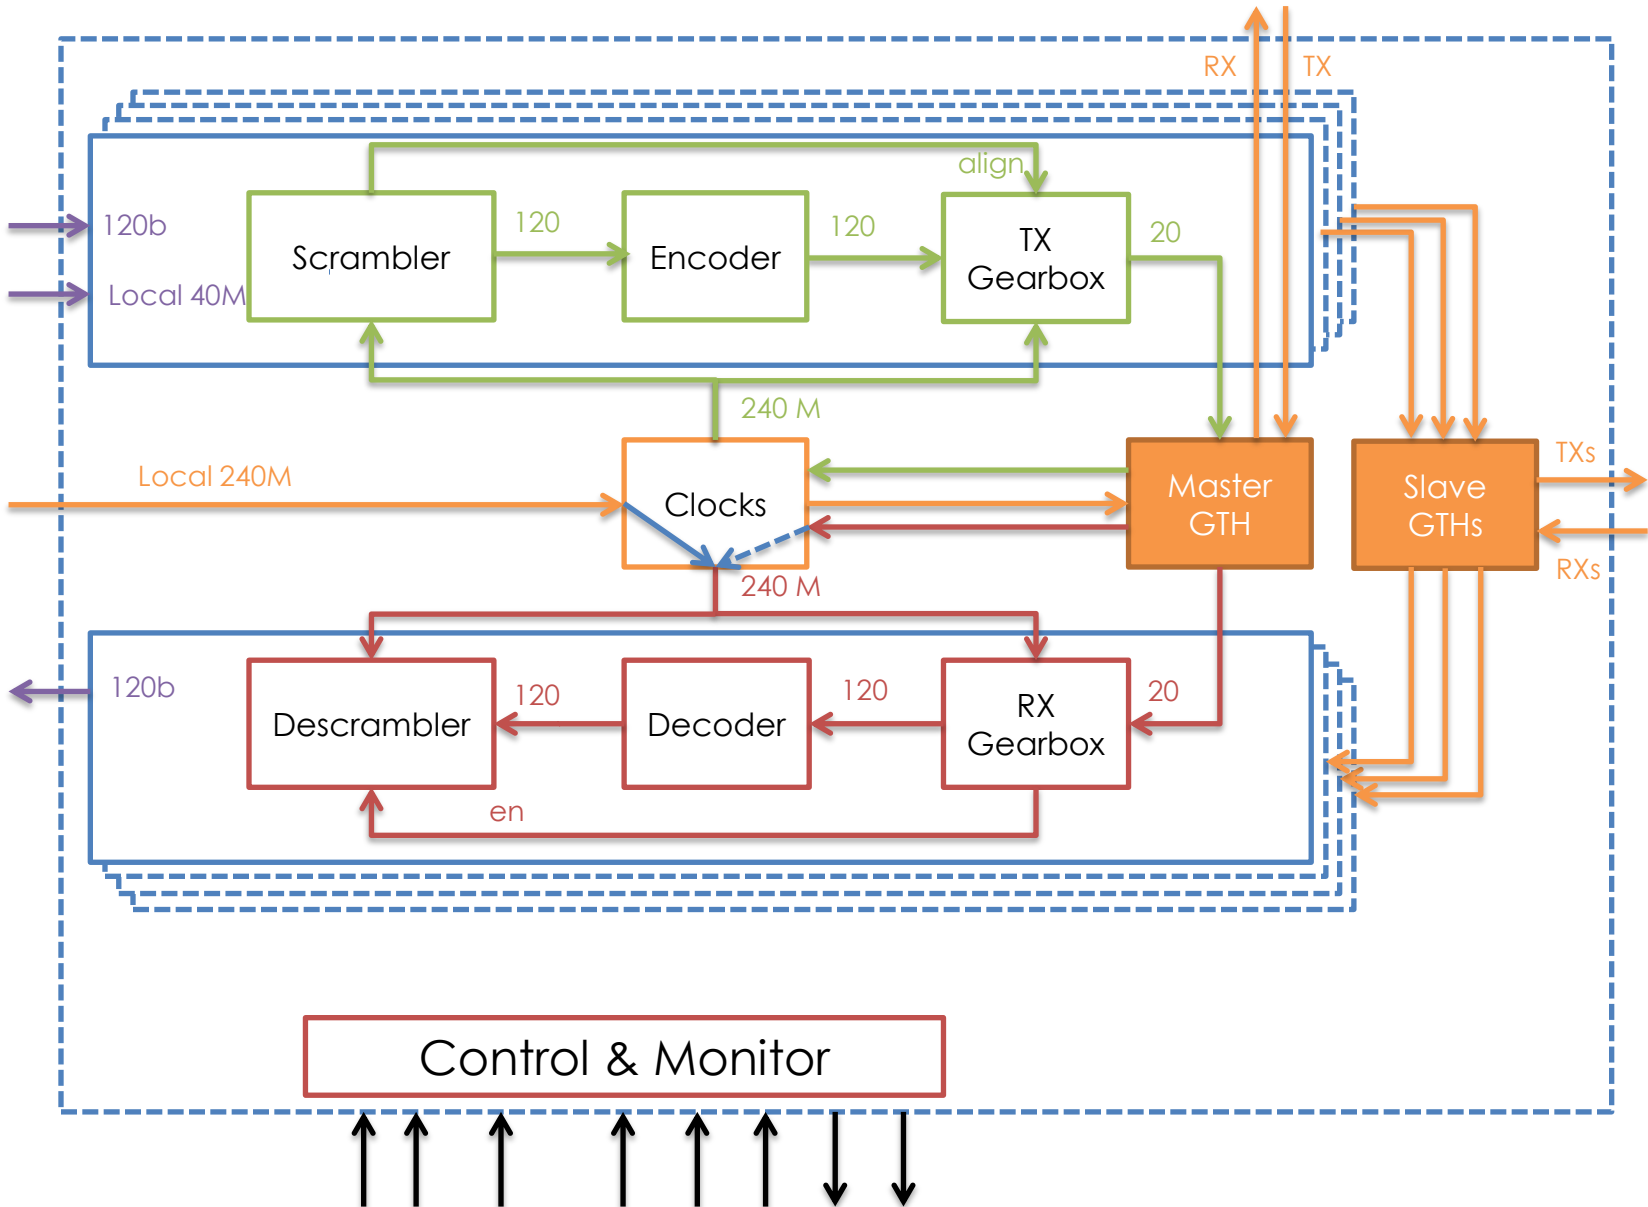 RX
TX
align
120b
120
120
20
Scrambler
Encoder
TX
Gearbox
Local 40M
240 M
Local 240M
Clocks
Master
GTH
Slave
GTHs
TXs
RXs
240 M
120b
120
120
20
Descrambler
Decoder
RX
Gearbox
en
Control & Monitor